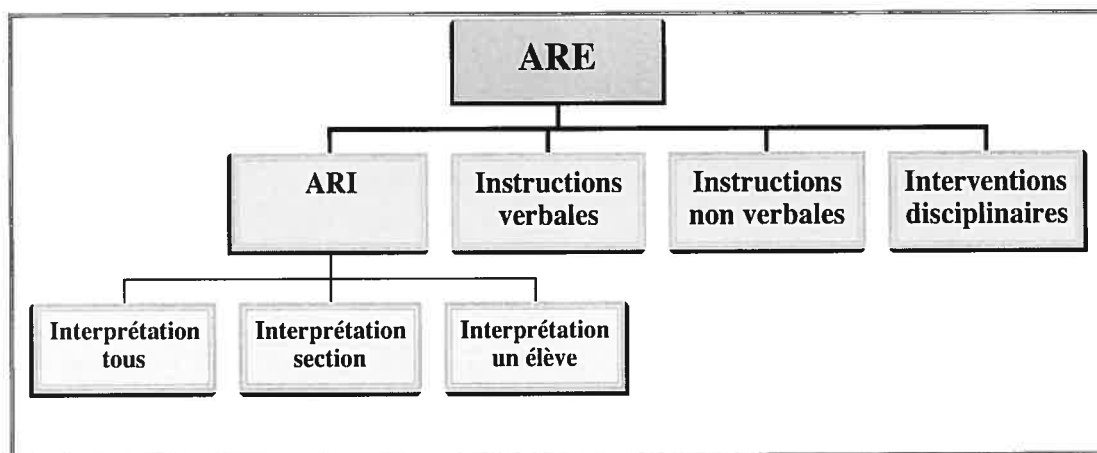 ARE
ARI
Instructions
verbales
Instructions
non verbales
Interventions
disciplinaires
Interprétation
tous
Interprétation
section
Interprétation
un élève